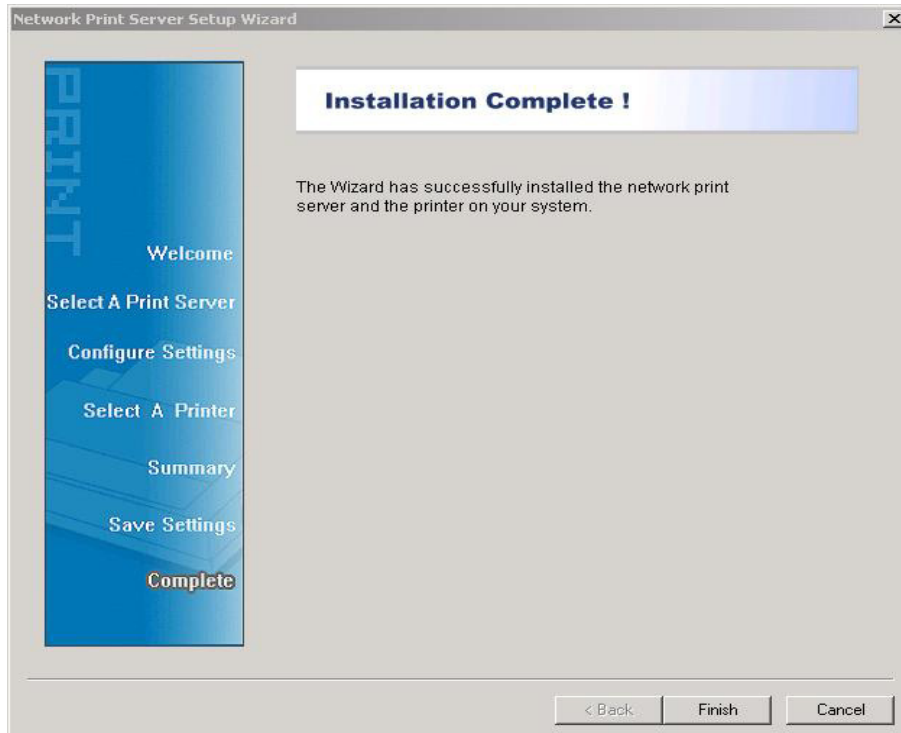 Network Print Server Setup Wizard
PRINT
Welcome
Select A Print Server
Configure Settings
Select A Printer
Summary
Save Settings
Complete
Installation Complete !
The Wizard has successfully installed the network print
server and the printer on your system.
< Back
Finish
Cancel